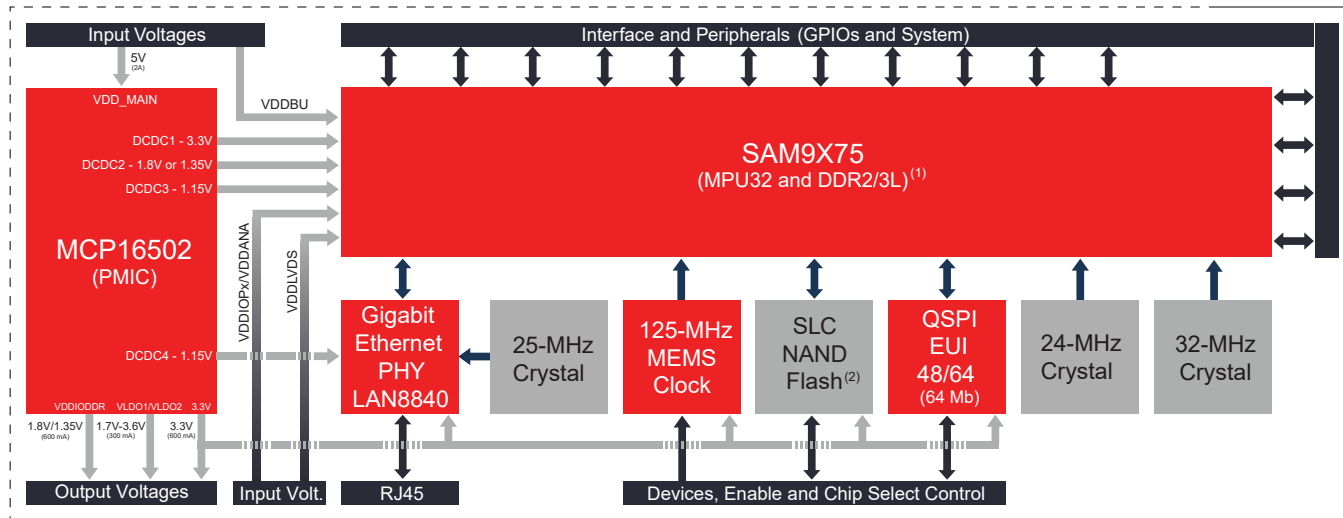 Input Voltages
Interface and Peripherals (GPIOs and System)
5V
(2A)
VDD_MAIN
VDDBU
DCDC1 - 3.3V
DCDC2 - 1.8V or 1.35V
DCDC3 - 1.15V
SAM9X75
(MPU32 and DDR2/3L)(1)
MCP16502
(PMIC)
VDDIOPx/VDDANA
VDDLVDS
DCDC4 - 1.15V
Gigabit
Ethernet
PHY
LAN8840
25-MHz
Crystal
125-MHz
MEMS
Clock
SLC
NAND
Flash(2)
QSPI
EUI
48/64
(64 Mb)
24-MHz
Crystal
32-MHz
Crystal
VDDIODDR VLDO1/VLDO2 3.3V
1.8V/1.35V 1.7V-3.6V 3.3V
(600 mA) (300 mA) (600 mA)
Output Voltages
Input Volt.
RJ45
Devices, Enable and Chip Select Control